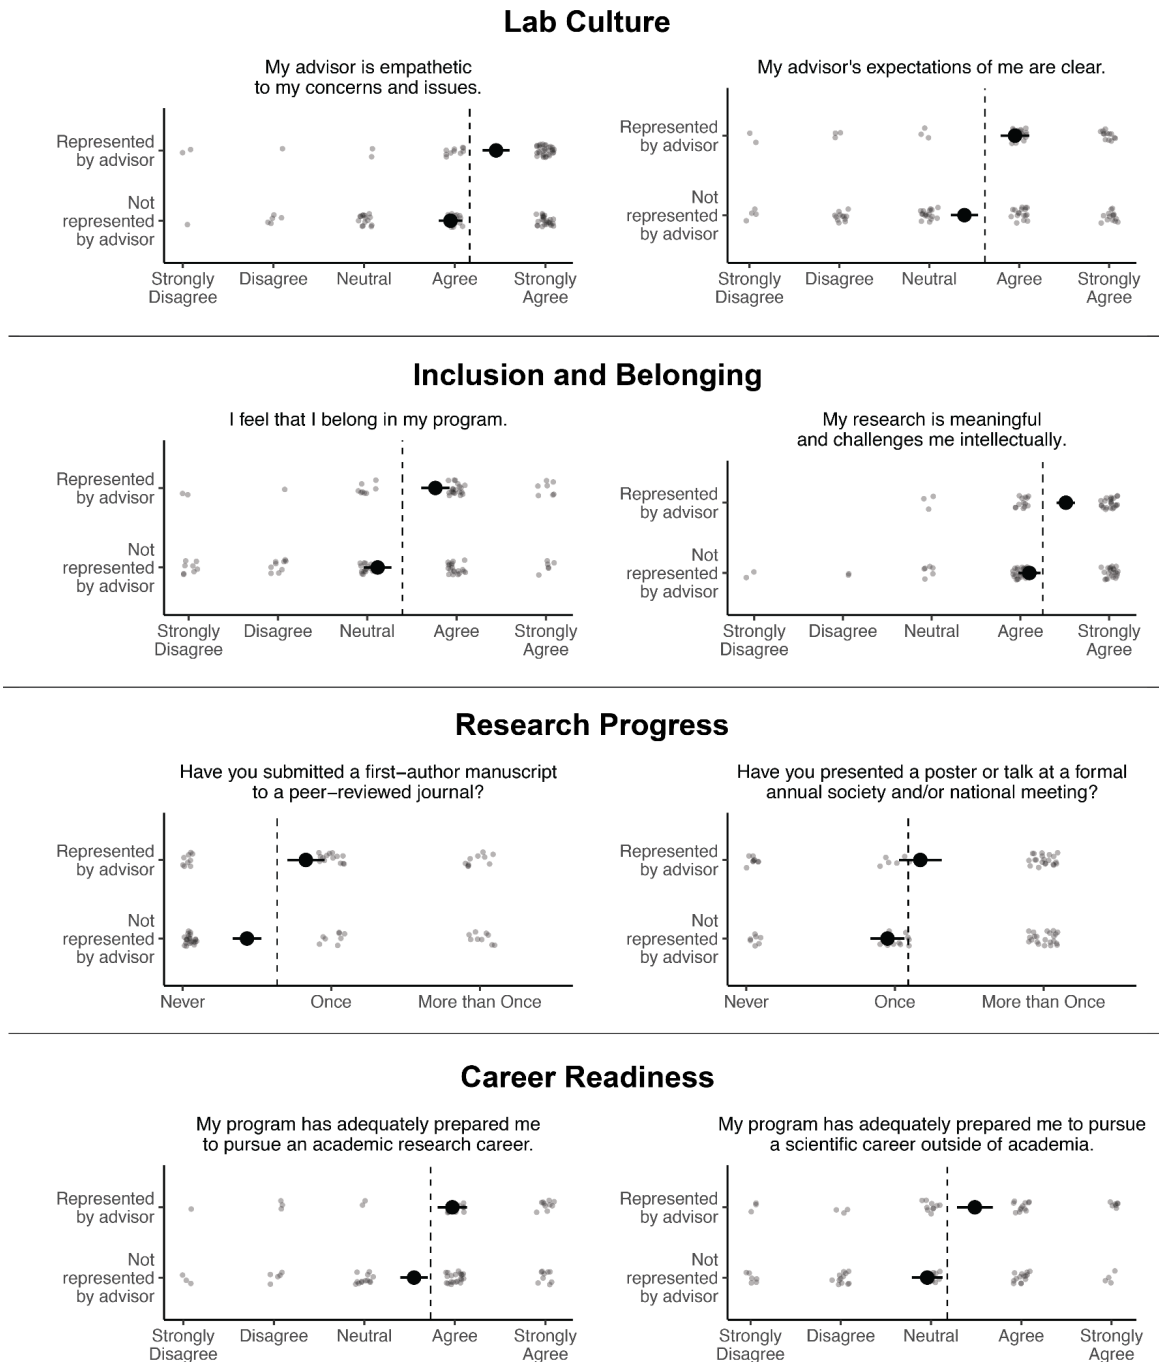 Lab Culture
My advisor is empathetic
to my concerns and issues.
Represented
by advisor
Not
represented
by advisor
Strongly
Disagree
Disagree
Neutral
Agree
Strongly
Agree
My advisor's expectations of me are clear.
Represented
by advisor
Not
represented
by advisor
Strongly
Disagree
Disagree
Neutral
Agree
Strongly
Agree
Inclusion and Belonging
I feel that I belong in my program.
Represented
by advisor
Not
represented
by advisor
Strongly
Disagree
Disagree
Neutral
Agree
Strongly
Agree
My research is meaningful
and challenges me intellectually.
Represented
by advisor
Not
represented
by advisor
Strongly
Disagree
Disagree
Neutral
Agree
Strongly
Agree
Research Progress
Have you submitted a first–author manuscript
to a peer–reviewed journal?
Represented
by advisor
Not
represented
by advisor
Never
Once
More than Once
Have you presented a poster or talk at a formal
annual society and/or national meeting?
Represented
by advisor
Not
represented
by advisor
Never
Once
More than Once
Career Readiness
My program has adequately prepared me
to pursue an academic research career.
Represented
by advisor
Not
represented
by advisor
Strongly
Disagree
Disagree
Neutral
Agree
Strongly
Agree
My program has adequately prepared me to pursue
a scientific career outside of academia.
Represented
by advisor
Not
represented
by advisor
Strongly
Disagree
Disagree
Neutral
Agree
Strongly
Agree